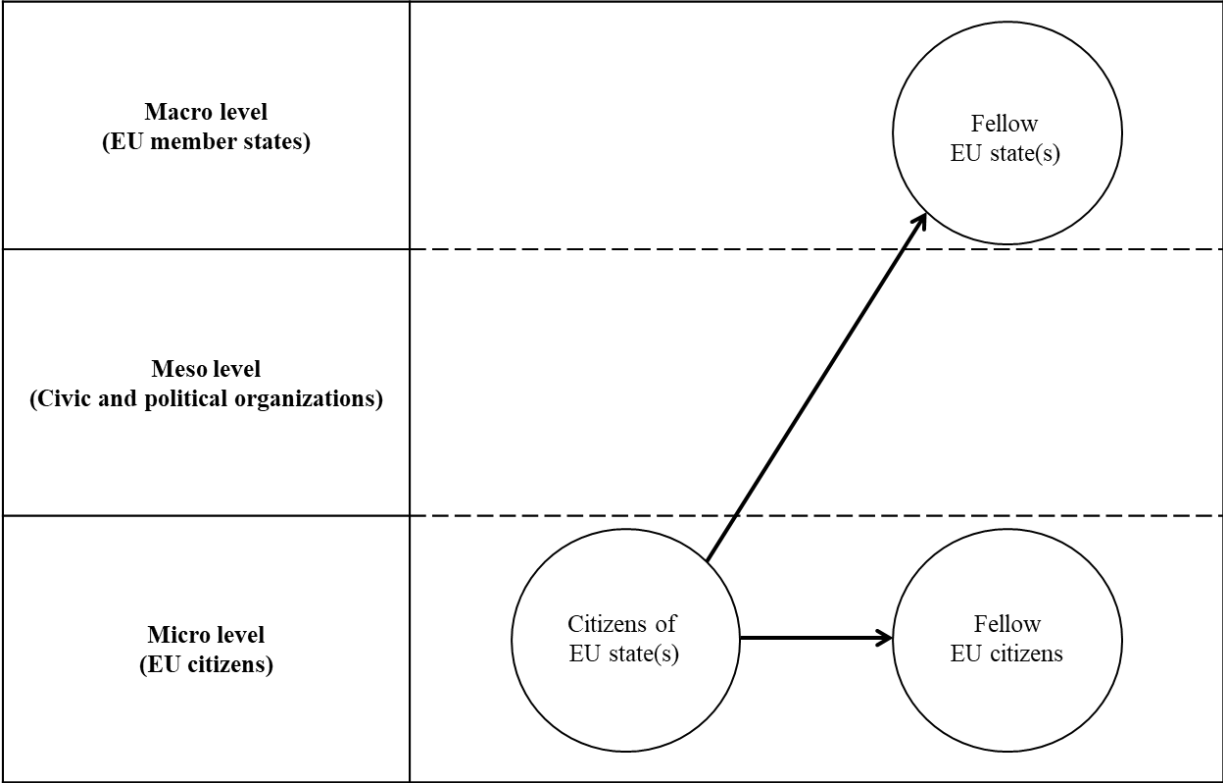 Macro level
(EU member states)
Fellow
EU state(s)
Meso level
(Civic and political organizations)
Micro level
(EU citizens)
Citizens of
EU state(s)
Fellow
EU citizens